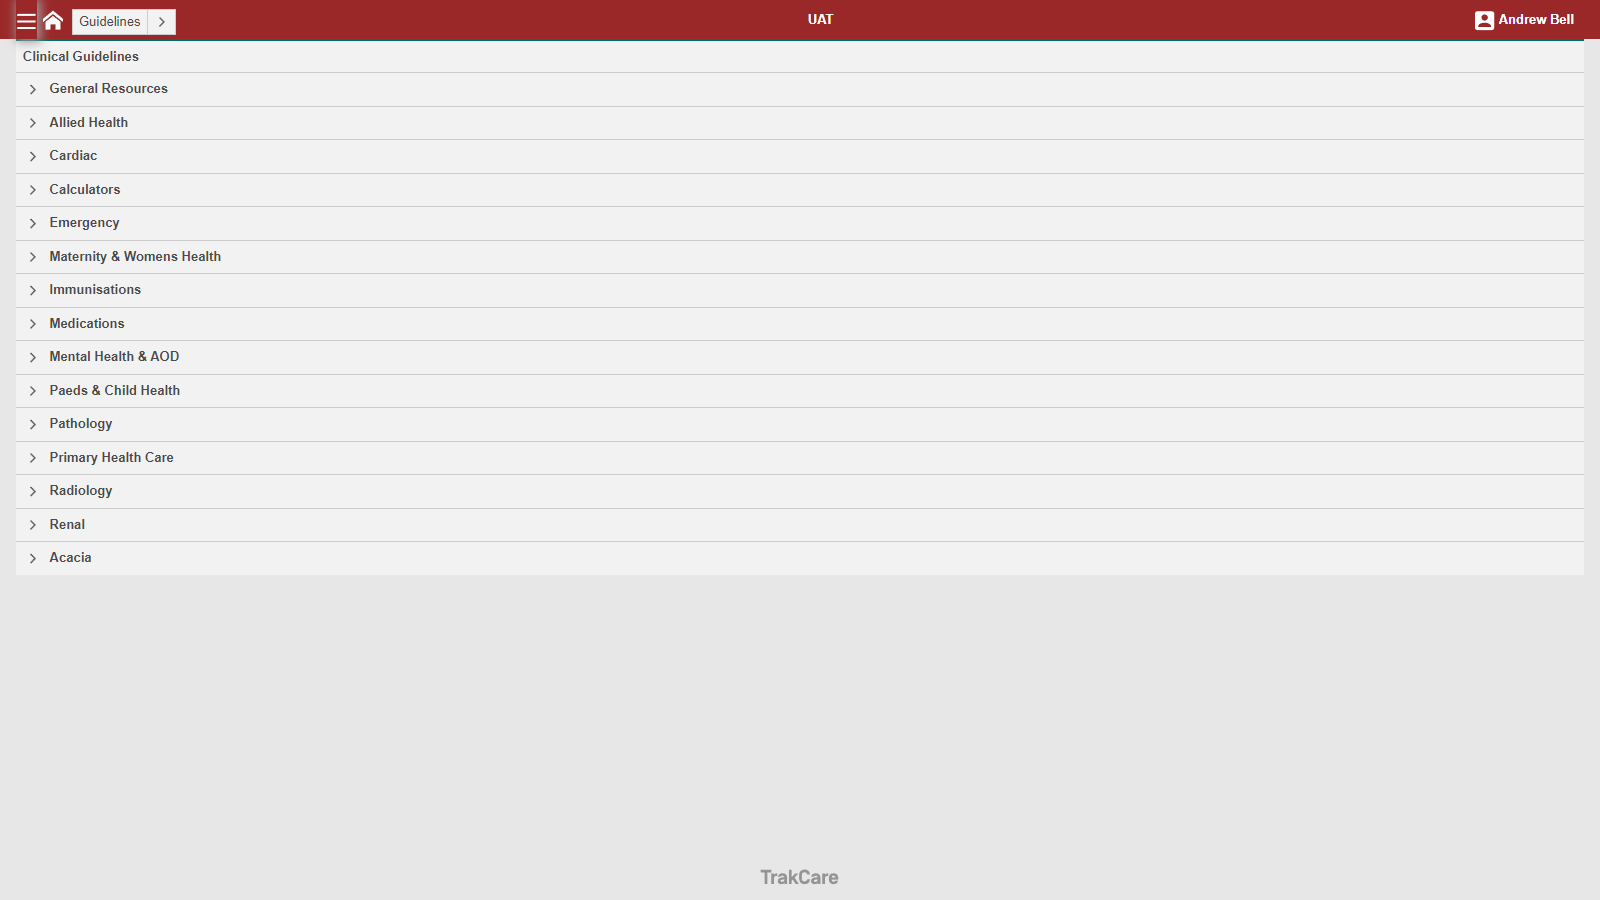 Guidelines
UAT
Andrew Bell
Clinical Guidelines
General Resources
Allied Health
Cardiac
Calculators
Emergency
Maternity & Womens Health
Immunisations
Medications
Mental Health & AOD
Paeds & Child Health
Pathology
Primary Health Care
Radiology
Renal
Acacia
TrakCare